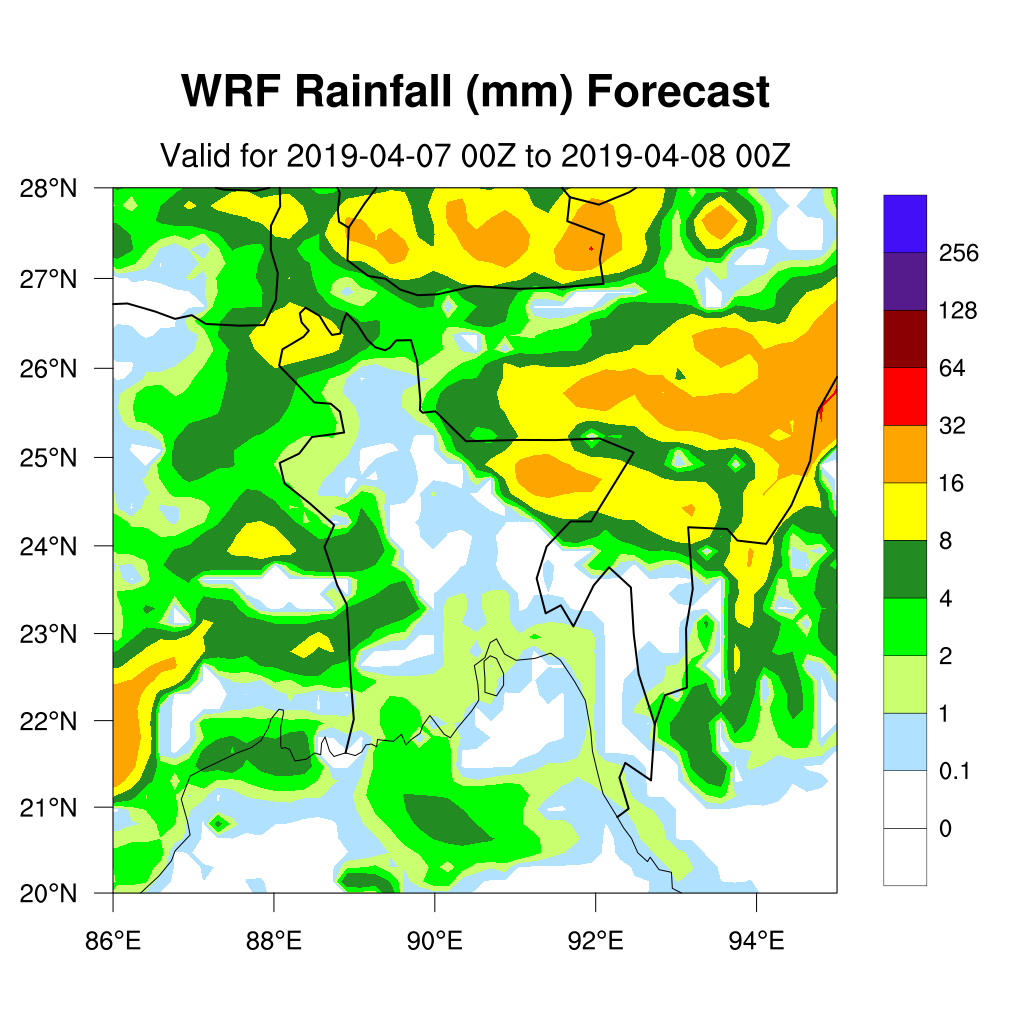 WRF Rainfall (mm) Forecast
Valid for 2019-04-07 00Z to 2019-04-08 00Z
28°N
27°N
26°N
25°N
24°N
23°N
22°N
21°N
20°N
86°E 88°E 90°E 92°E 94°E
256
128
64
32
16
8
4
2
1
0.1
0